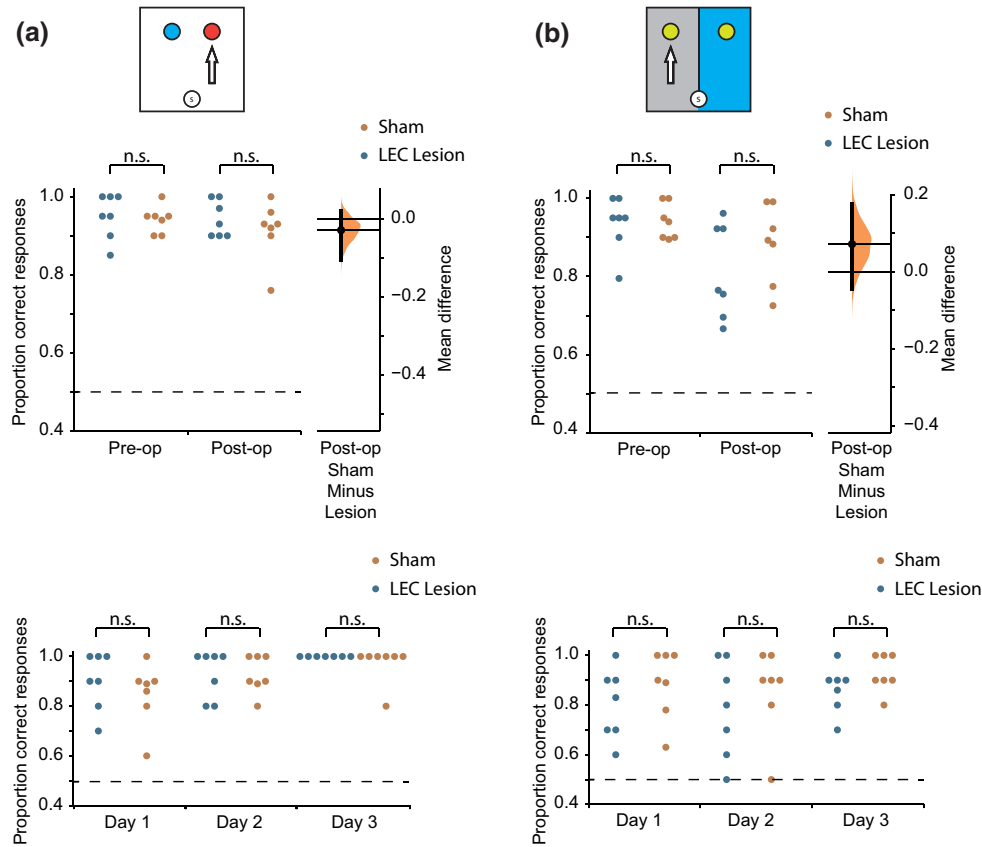 (a)
S
Sham
LEC Lesion
n.s.
n.s.
Proportion correct responses
1.0
0.8
0.6
0.4
Pre-op
Post-op
0.0
−0.2
−0.4
Mean difference
Post-op
Sham
Minus
Lesion
Sham
LEC Lesion
n.s.
n.s.
n.s.
Proportion correct responses
1.0
0.8
0.6
0.4
Day 1
Day 2
Day 3
(b)
S
Sham
LEC Lesion
n.s.
n.s.
Proportion correct responses
1.0
0.8
0.6
0.4
Pre-op
Post-op
0.2
0.0
−0.2
−0.4
Mean difference
Post-op
Sham
Minus
Lesion
Sham
LEC Lesion
n.s.
n.s.
n.s.
Proportion correct responses
1.0
0.8
0.6
0.4
Day 1
Day 2
Day 3